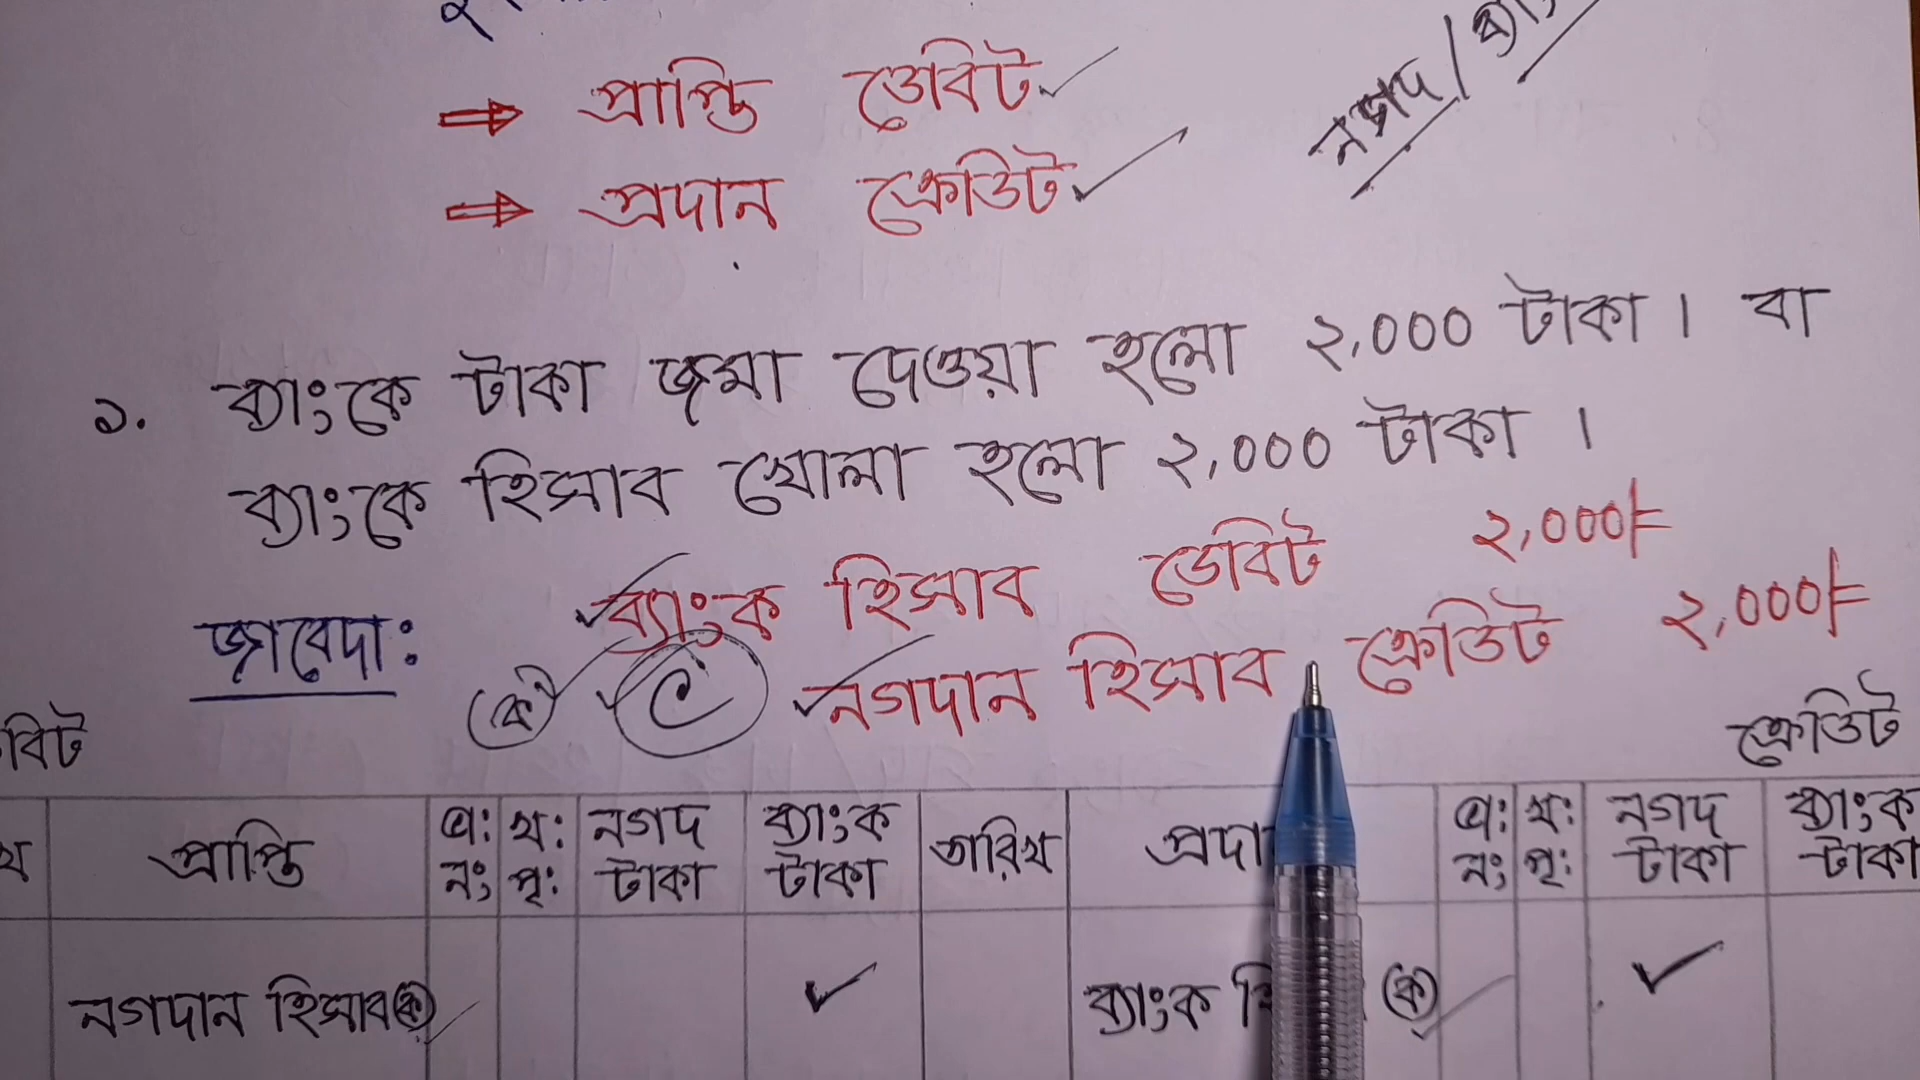 ⇒ প্রাপ্তি ডেবিট ✓
⇒ প্রদান ক্রেডিট ✓
নগদ /
১. ব্যাংকে টাকা জমা দেওয়া হলো ২,০০০ টাকা। বা
ব্যাংকে হিসাব খোলা হলো ২,০০০ টাকা।
জাবেদা: ব্যাংক হিসাব ডেবিট ২,০০০/=
(ক) C নগদান হিসাব ক্রেডিট ২,০০০/=
বিট ক্রেডিট
খ প্রাপ্তি ভা: নং খ: পৃ: নগদ টাকা ব্যাংক টাকা তারিখ প্রদা ভা: নং খ: পৃ: নগদ টাকা ব্যাংক টাকা
নগদান হিসাব (ক) ✓ ব্যাংক হি (ক) ✓